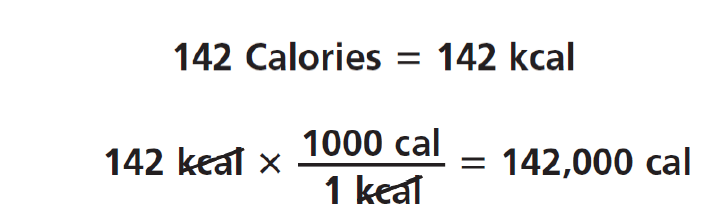 142 Calories = 142 kcal
142 kcal × 1000 cal / 1 kcal = 142,000 cal